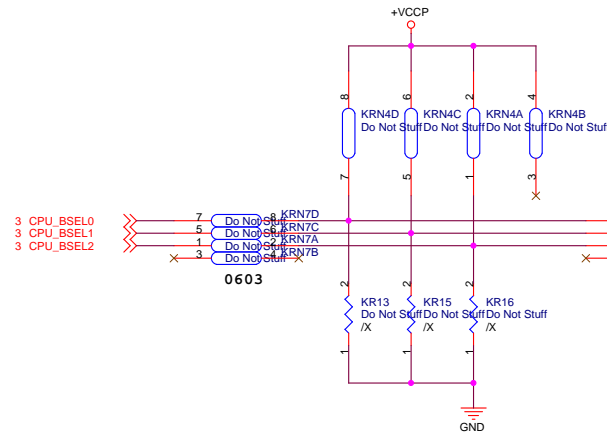 +VCCP
8 6 2 4
KRN4D KRN4C KRN4A KRN4B
Do Not Stuff Do Not Stuff Do Not Stuff Do Not Stuff
7 5 1 3
3 CPU_BSEL0 7 Do Not Stuff 8 KRN7D
3 CPU_BSEL1 5 Do Not Stuff 6 KRN7C
3 CPU_BSEL2 1 Do Not Stuff 2 KRN7A
3 Do Not Stuff 4 KRN7B
0603
2 2 2
KR13 KR15 KR16
Do Not Stuff Do Not Stuff Do Not Stuff
/X /X /X
1 1 1
GND